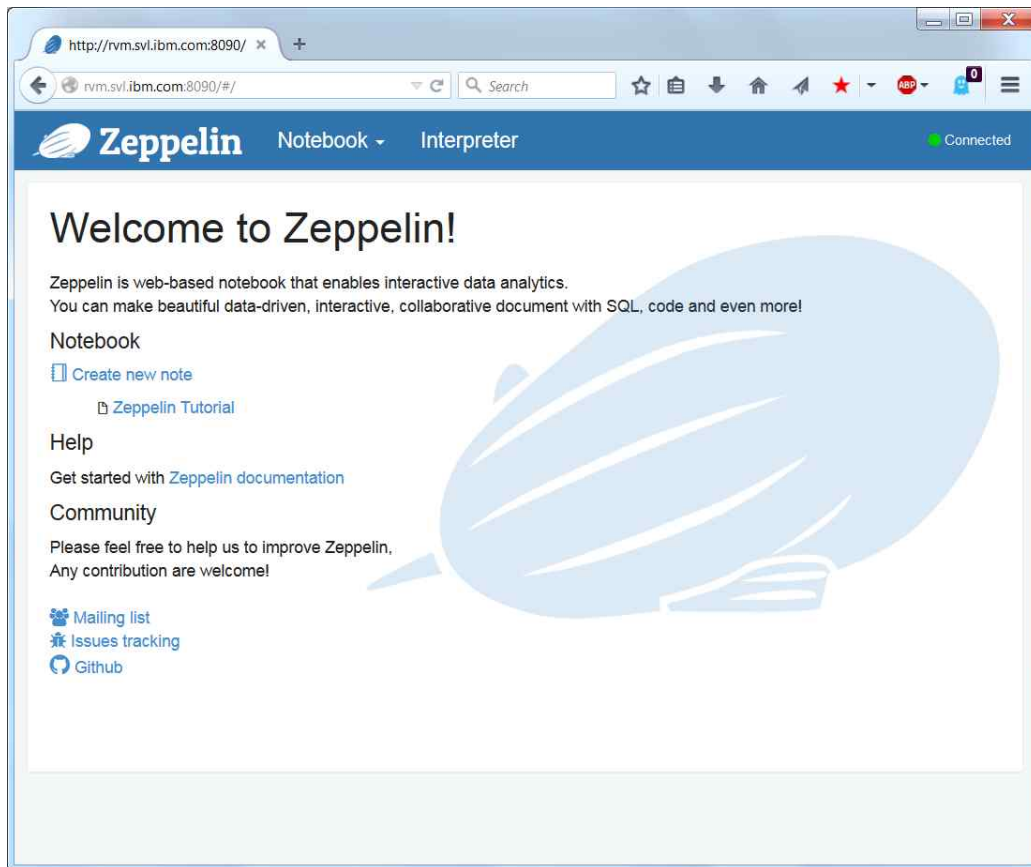 http://rvm.svl.ibm.com:8090/
rvm.svl.ibm.com:8090/#/
Search
ABP
0
Zeppelin
Notebook
Interpreter
Connected
Welcome to Zeppelin!
Zeppelin is web-based notebook that enables interactive data analytics.
You can make beautiful data-driven, interactive, collaborative document with SQL, code and even more!
Notebook
Create new note
Zeppelin Tutorial
Help
Get started with Zeppelin documentation
Community
Please feel free to help us to improve Zeppelin,
Any contribution are welcome!
Mailing list
Issues tracking
Github